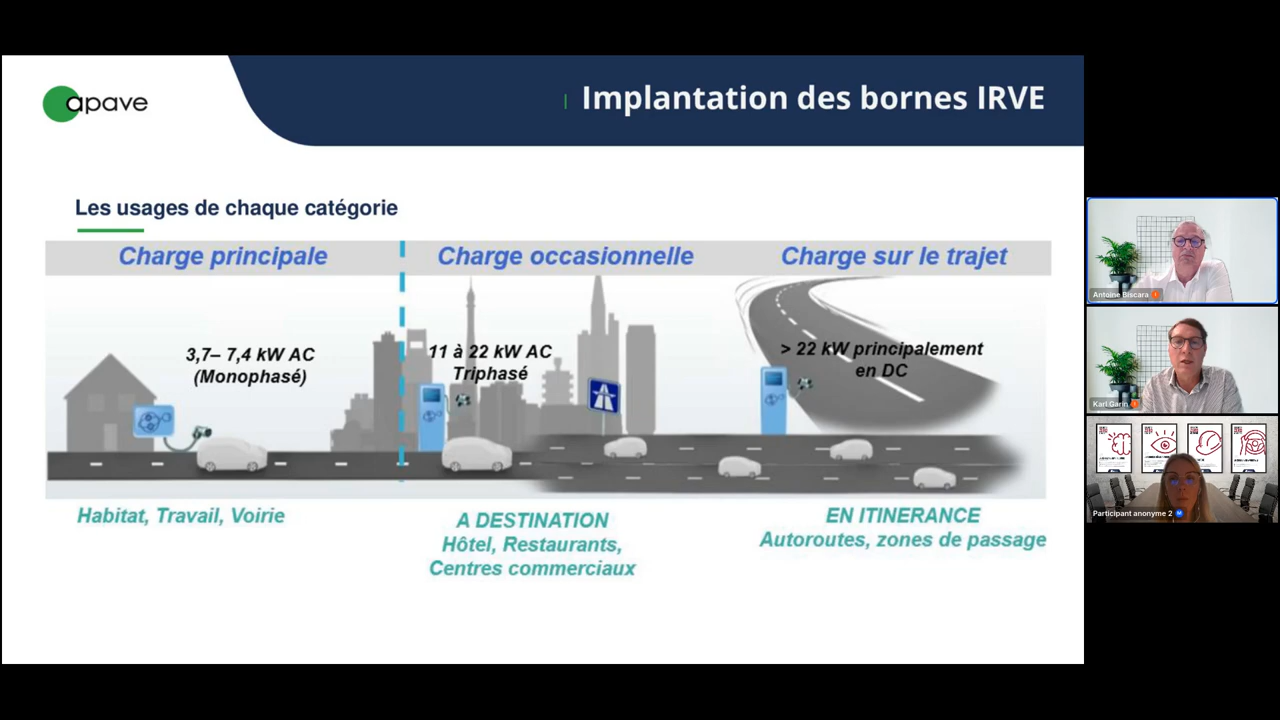 apave
Implantation des bornes IRVE
Les usages de chaque catégorie
Charge principale
Charge occasionnelle
Charge sur le trajet
3,7– 7,4 kW AC
(Monophasé)
11 à 22 kW AC
Triphasé
> 22 kW principalement
en DC
Habitat, Travail, Voirie
A DESTINATION
Hôtel, Restaurants,
Centres commerciaux
EN ITINERANCE
Autoroutes, zones de passage
Antoine Biscara
Karl Garin
Participant anonyme 2